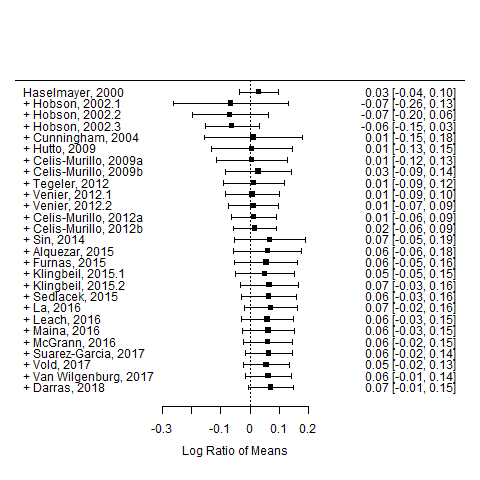 Haselmayer, 2000 0.03 [-0.04, 0.10]
+ Hobson, 2002.1 -0.07 [-0.26, 0.13]
+ Hobson, 2002.2 -0.07 [-0.20, 0.06]
+ Hobson, 2002.3 -0.06 [-0.15, 0.03]
+ Cunningham, 2004 0.01 [-0.15, 0.18]
+ Hutto, 2009 0.01 [-0.13, 0.15]
+ Celis-Murillo, 2009a 0.01 [-0.12, 0.13]
+ Celis-Murillo, 2009b 0.03 [-0.09, 0.14]
+ Tegeler, 2012 0.01 [-0.09, 0.12]
+ Venier, 2012.1 0.01 [-0.09, 0.10]
+ Venier, 2012.2 0.01 [-0.07, 0.09]
+ Celis-Murillo, 2012a 0.01 [-0.06, 0.09]
+ Celis-Murillo, 2012b 0.02 [-0.06, 0.09]
+ Sin, 2014 0.07 [-0.05, 0.19]
+ Alquezar, 2015 0.06 [-0.06, 0.18]
+ Furnas, 2015 0.06 [-0.05, 0.16]
+ Klingbeil, 2015.1 0.05 [-0.05, 0.15]
+ Klingbeil, 2015.2 0.07 [-0.03, 0.16]
+ Sedlacek, 2015 0.06 [-0.03, 0.16]
+ La, 2016 0.07 [-0.02, 0.16]
+ Leach, 2016 0.06 [-0.03, 0.15]
+ Maina, 2016 0.06 [-0.03, 0.15]
+ McGrann, 2016 0.06 [-0.02, 0.15]
+ Suarez-Garcia, 2017 0.06 [-0.02, 0.14]
+ Vold, 2017 0.05 [-0.02, 0.13]
+ Van Wilgenburg, 2017 0.06 [-0.01, 0.14]
+ Darras, 2018 0.07 [-0.01, 0.15]
-0.3 -0.1 0 0.1 0.2
Log Ratio of Means